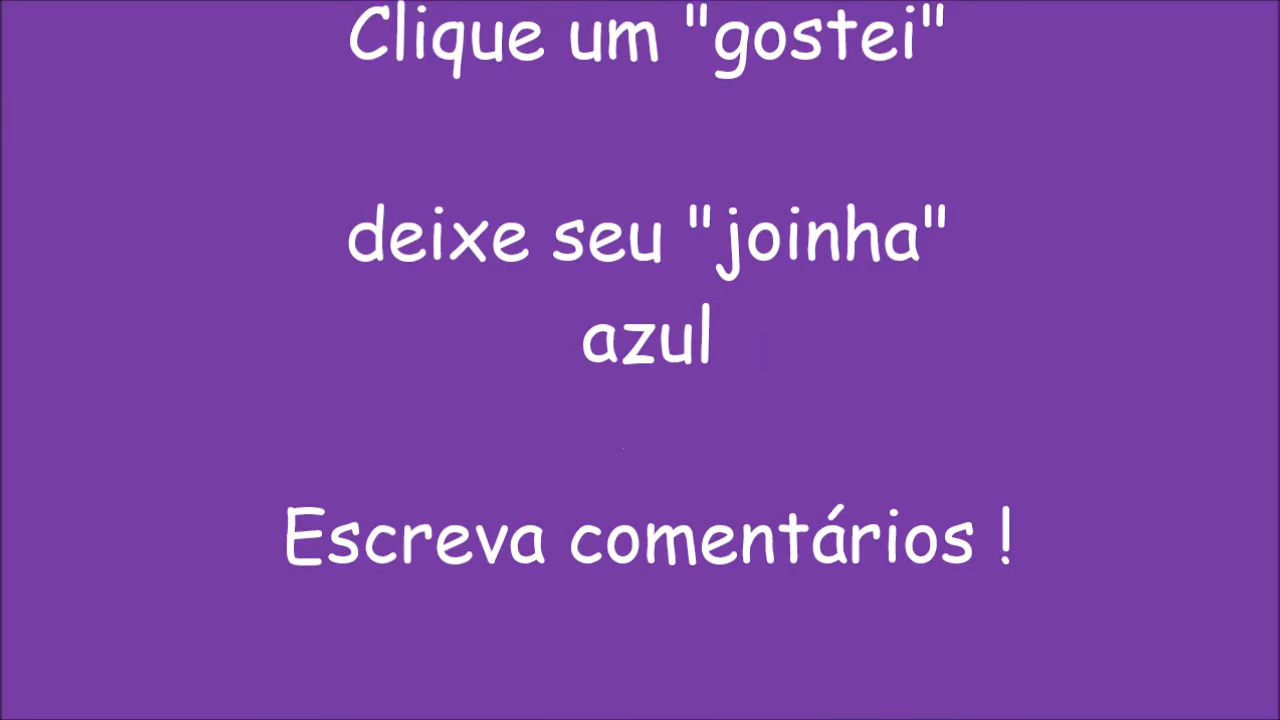 Clique um "gostei"
deixe seu "joinha"
azul
Escreva comentários !